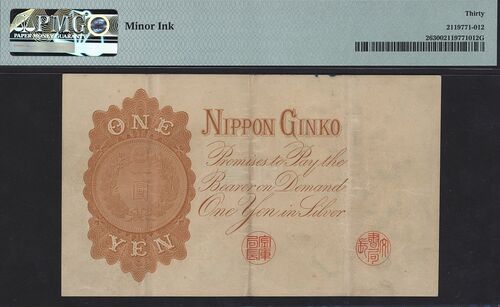 PMG
PAPER MONEY GUARANTY
Minor Ink
Thirty
2119771-012
263002119771012G
ONE
YEN
NIPPON GINKO
Promises to Pay the
Bearer on Demand
One Yen in Silver